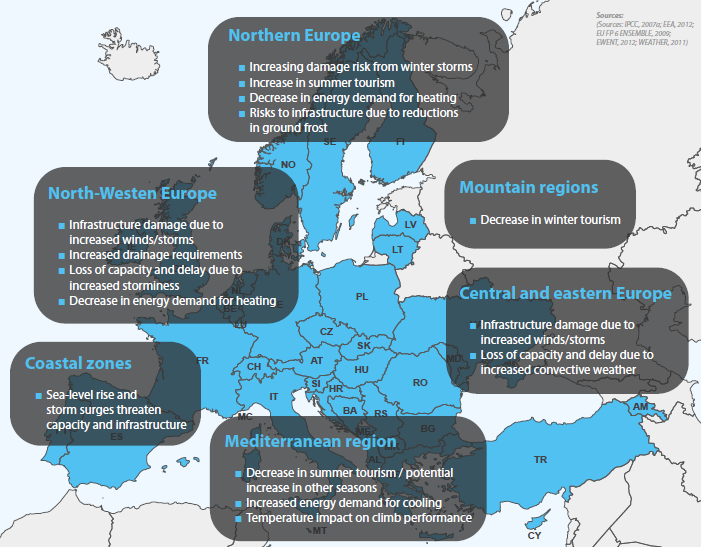 Sources:
(Sources: IPCC, 2007a; EEA, 2012;
EU FP 6 ENSEMBLE, 2009;
EWENT, 2012; WEATHER, 2011)
Northern Europe
■ Increasing damage risk from winter storms
■ Increase in summer tourism
■ Decrease in energy demand for heating
■ Risks to infrastructure due to reductions
in ground frost
SE
FI
NO
North-Westen Europe
■ Infrastructure damage due to
increased winds/storms
■ Increased drainage requirements
■ Loss of capacity and delay due to
increased storminess
■ Decrease in energy demand for heating
Mountain regions
■ Decrease in winter tourism
LV
LT
DK
PL
BE
DE
LU
CZ
SK
Central and eastern Europe
■ Infrastructure damage due to
increased winds/storms
■ Loss of capacity and delay due to
increased convective weather
MD
Coastal zones
■ Sea-level rise and
storm surges threaten
capacity and infrastructure
FR
CH
AT
HU
RO
SI
HR
IT
BA
RS
MC
ES
BG
AM
Mediterranean region
■ Decrease in summer tourism / potential
increase in other seasons
■ Increased energy demand for cooling
■ Temperature impact on climb performance
AL
TR
MT
CY